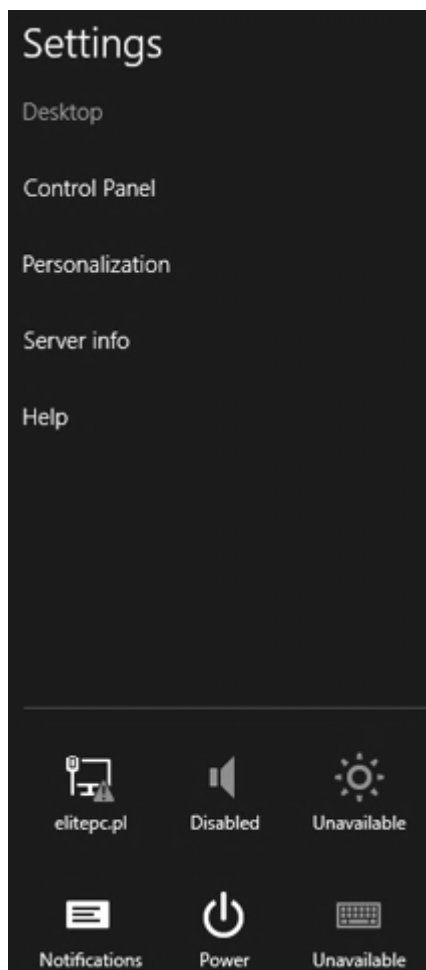 Settings
Desktop
Control Panel
Personalization
Server info
Help
elitepc.pl
Disabled
Unavailable
Notifications
Power
Unavailable